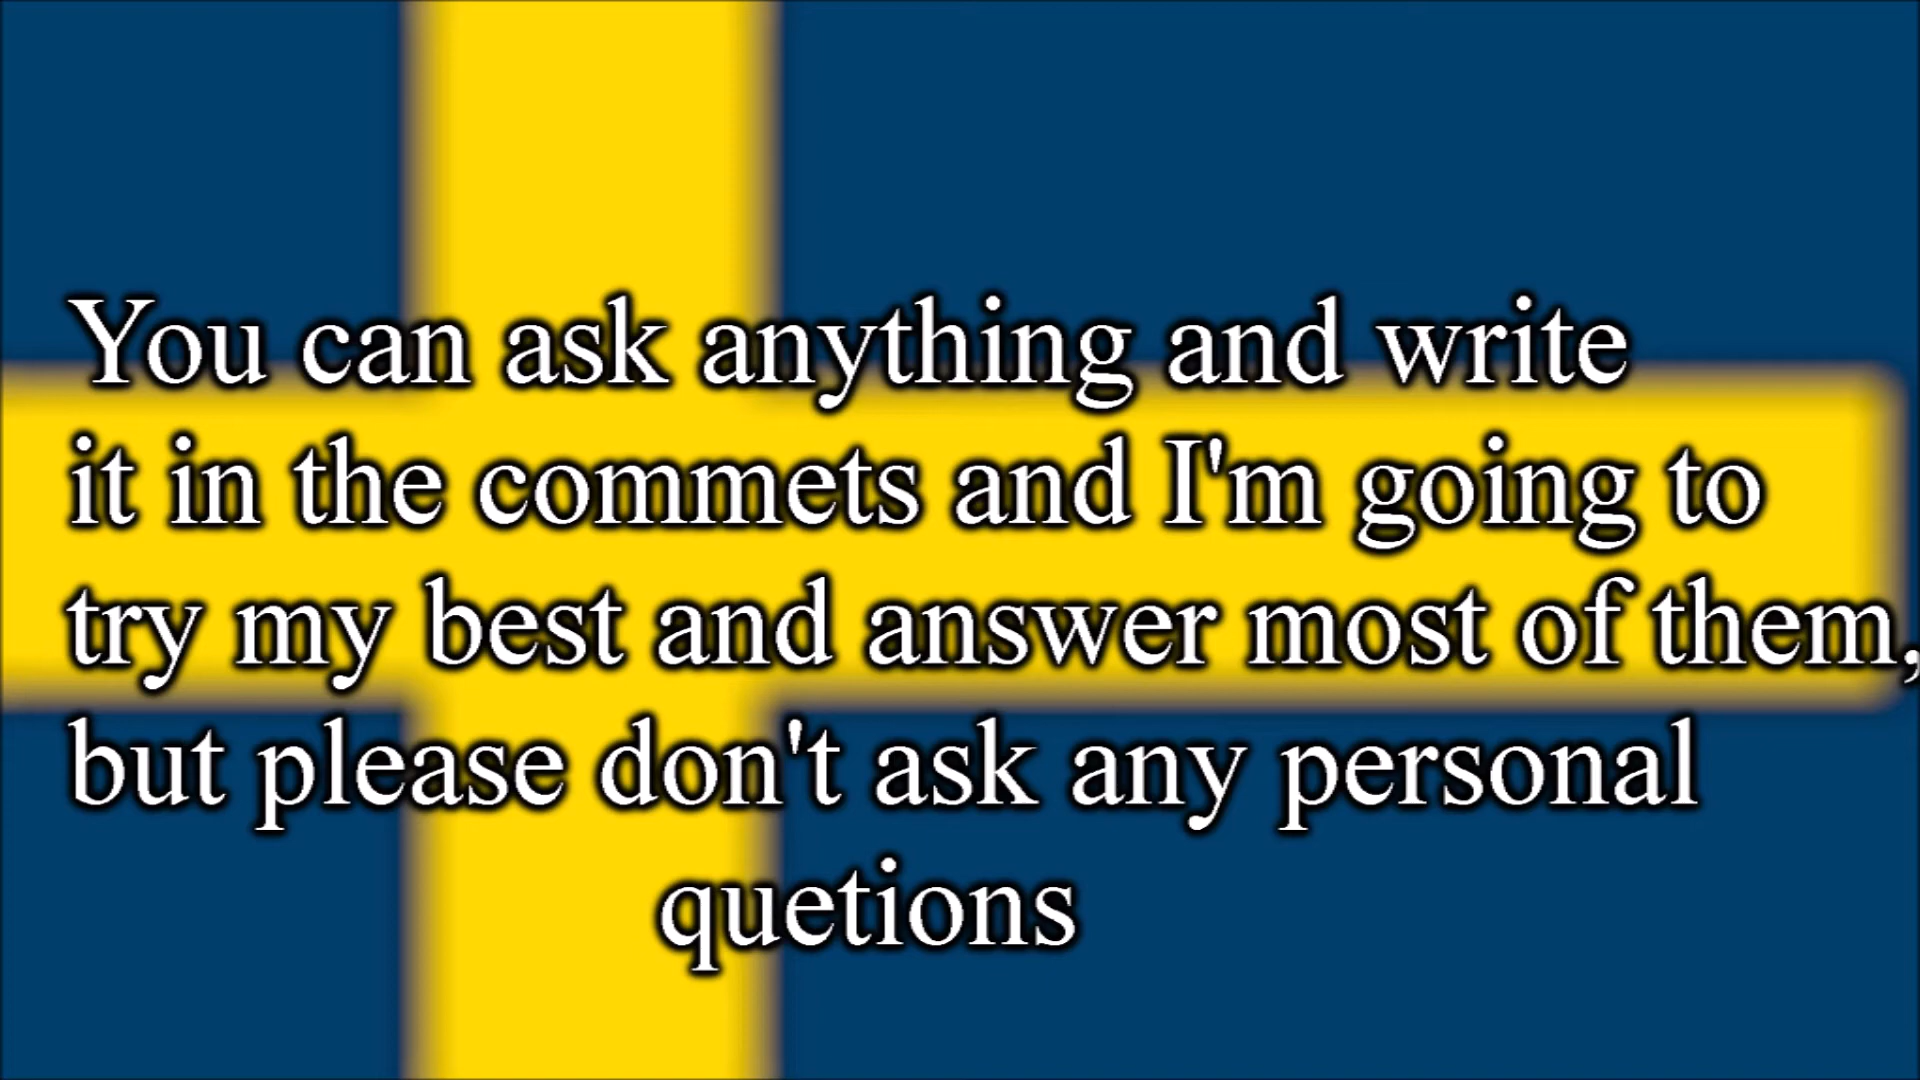 You can ask anything and write
it in the commets and I'm going to
try my best and answer most of them,
but please don't ask any personal
quetions